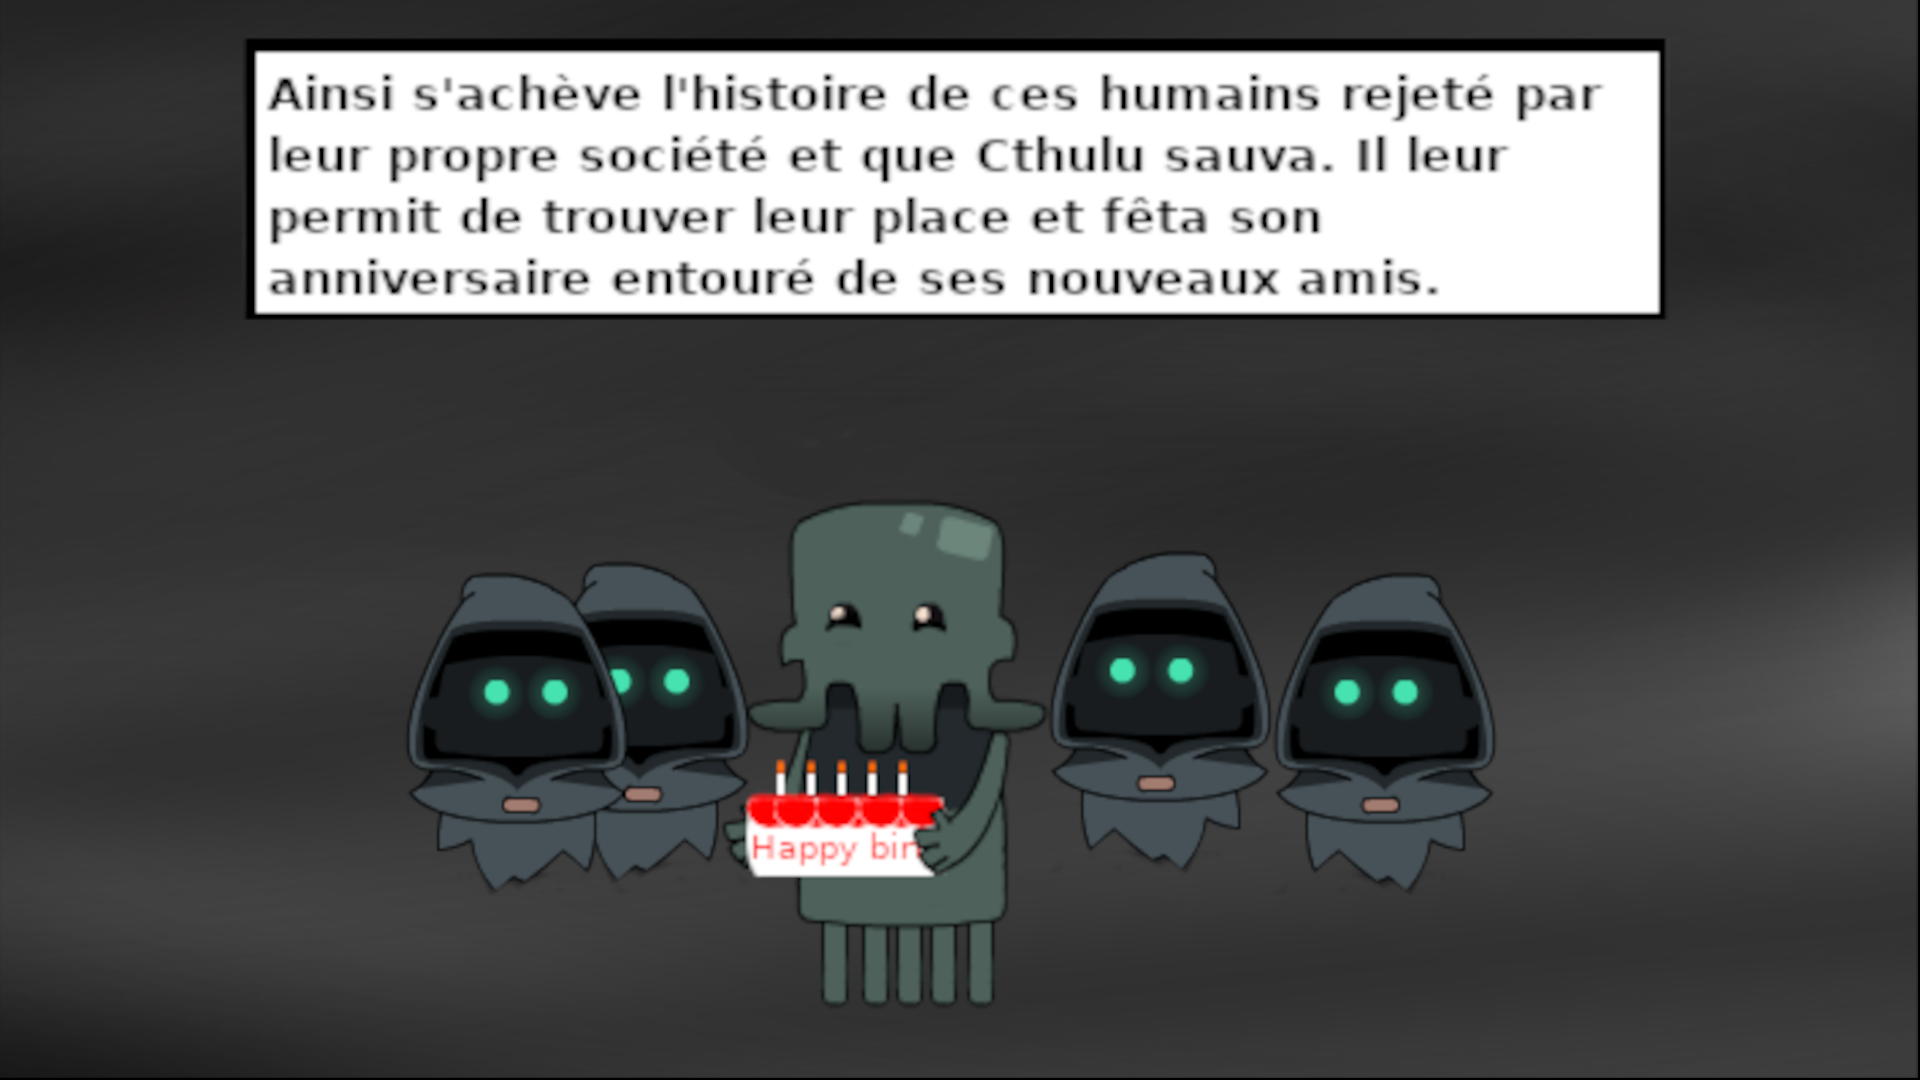 Ainsi s'achève l'histoire de ces humains rejeté par
leur propre société et que Cthulu sauva. Il leur
permit de trouver leur place et fêta son
anniversaire entouré de ses nouveaux amis.
Happy